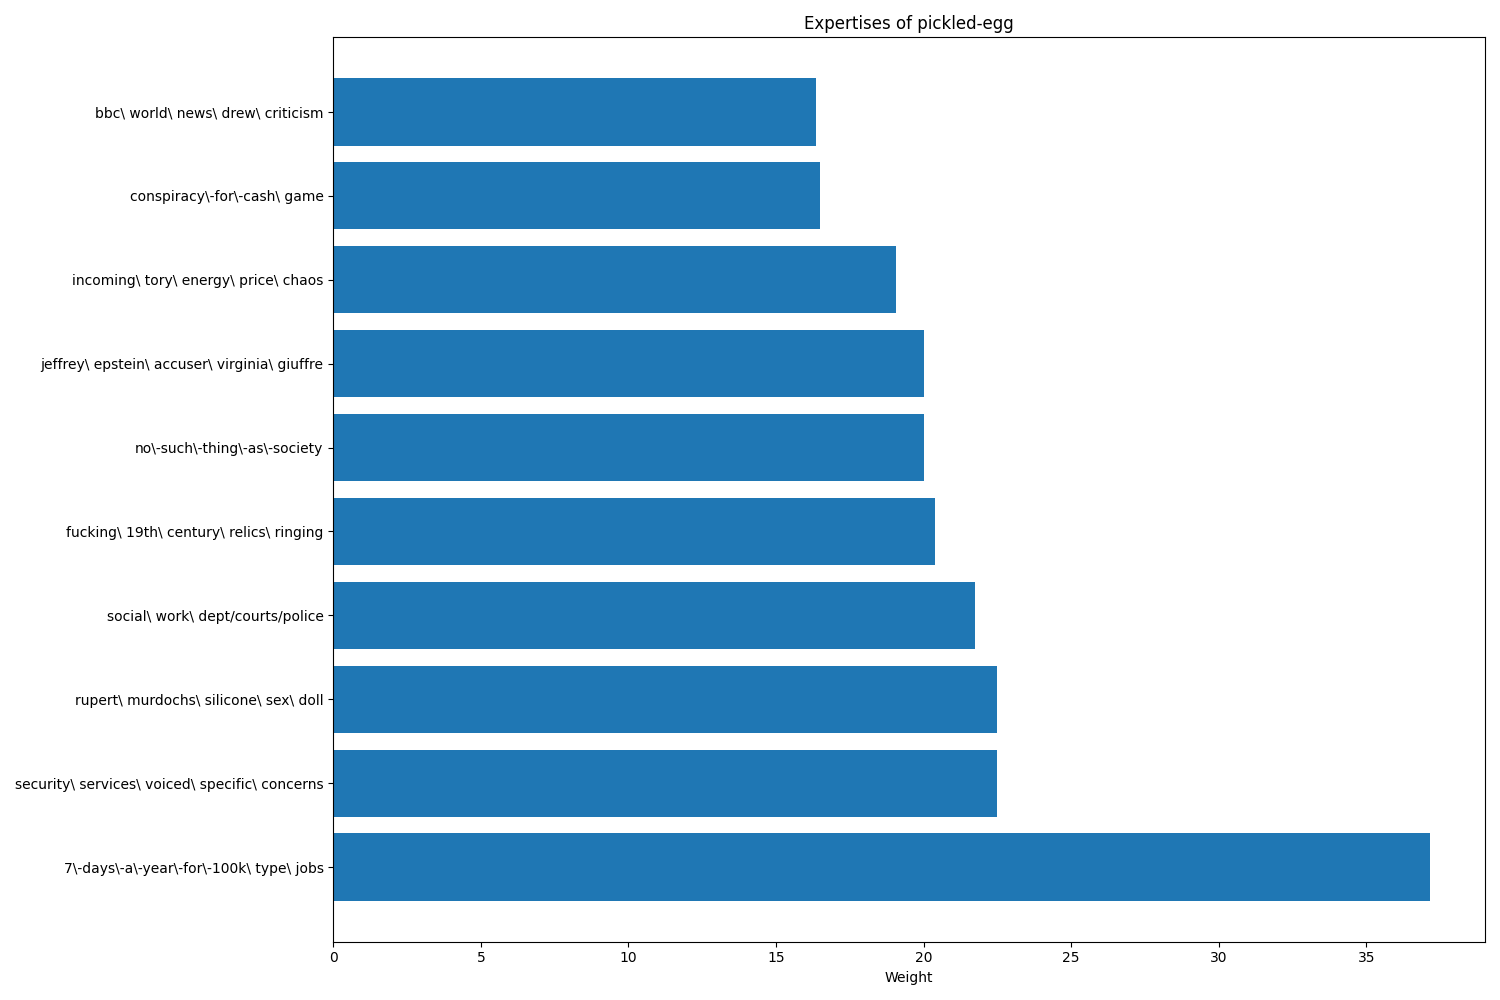 Expertises of pickled-egg
bbc\ world\ news\ drew\ criticism
conspiracy\-for\-cash\ game
incoming\ tory\ energy\ price\ chaos
jeffrey\ epstein\ accuser\ virginia\ giuffre
no\-such\-thing\-as\-society
fucking\ 19th\ century\ relics\ ringing
social\ work\ dept/courts/police
rupert\ murdochs\ silicone\ sex\ doll
security\ services\ voiced\ specific\ concerns
7\-days\-a\-year\-for\-100k\ type\ jobs
0 5 10 15 20 25 30 35
Weight